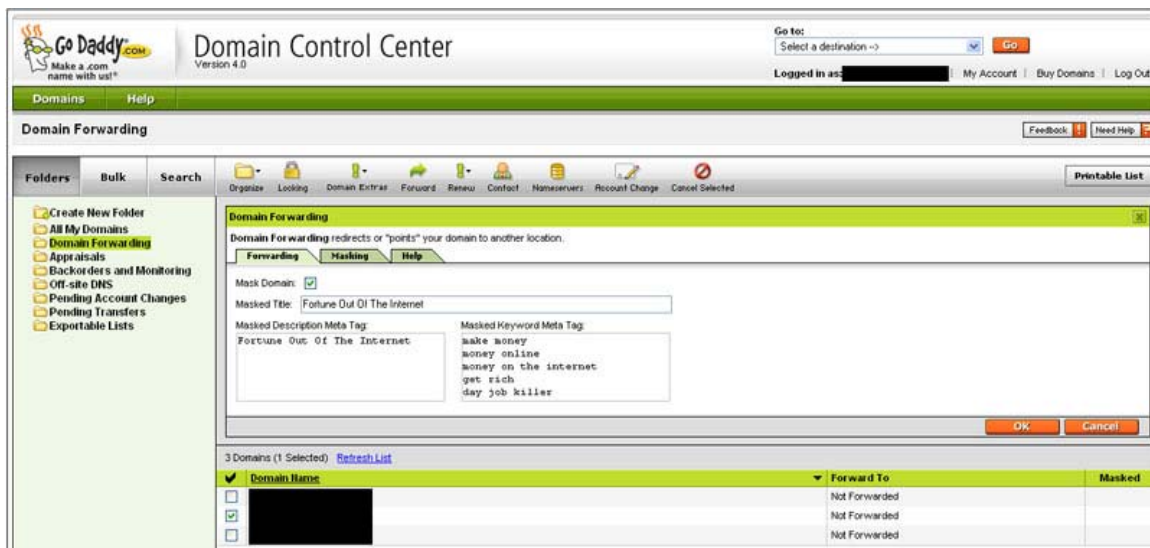 Go Daddy.COM
Make a .com
name with us!®
Domain Control Center
Version 4.0
Go to:
Select a destination -->
Go
Logged in as:
My Account | Buy Domains | Log Out
Domains Help
Domain Forwarding
Feedback
Need Help
Folders Bulk Search
Organize Locking Domain Extras Forward Renew Contact Nameservers Account Change Cancel Selected
Printable List
Create New Folder
All My Domains
Domain Forwarding
Appraisals
Backorders and Monitoring
Off-site DNS
Pending Account Changes
Pending Transfers
Exportable Lists
Domain Forwarding
Domain Forwarding redirects or "points" your domain to another location.
Forwarding Masking Help
Mask Domain:
Masked Title: Fortune Out Of The Internet
Masked Description Meta Tag:
Fortune Out Of The Internet
Masked Keyword Meta Tag:
make money
money online
money on the internet
get rich
day job killer
OK Cancel
3 Domains (1 Selected) Refresh List
Domain Name Forward To Masked
Not Forwarded
Not Forwarded
Not Forwarded